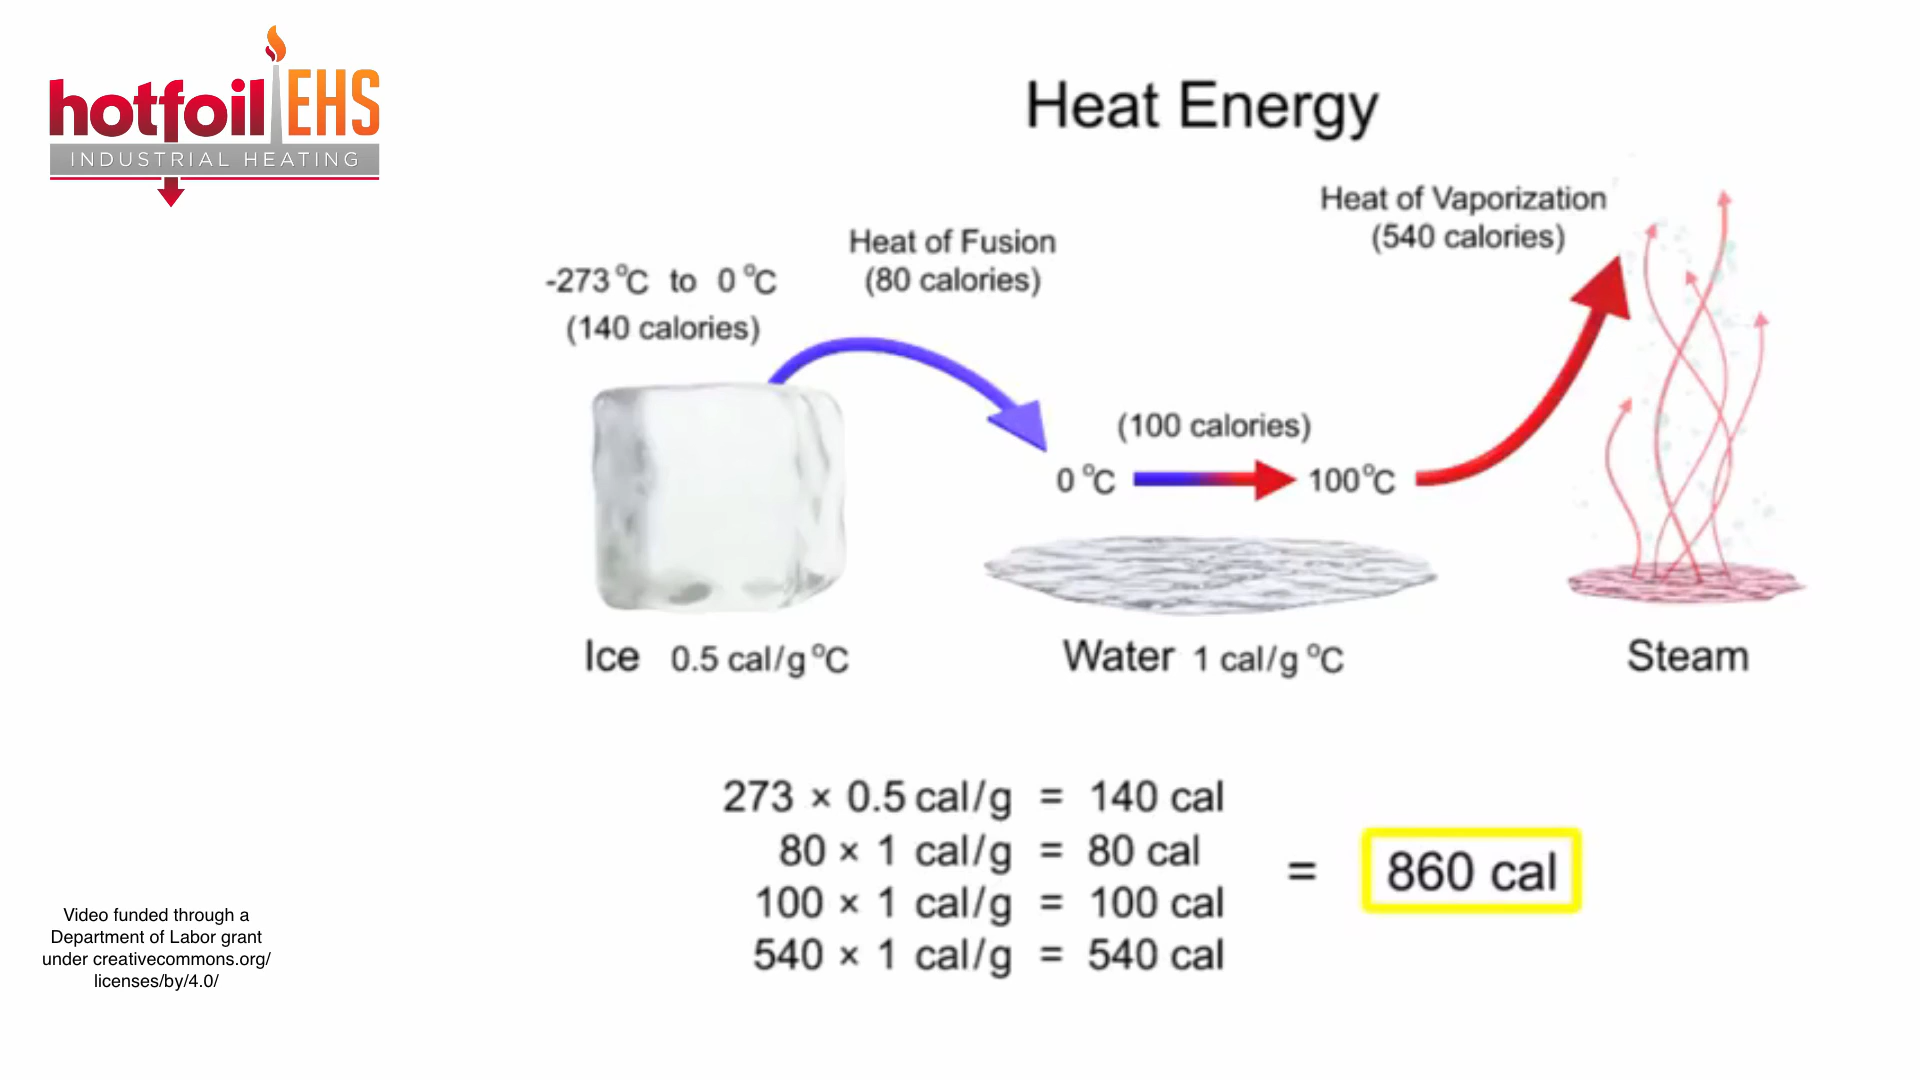 hotfoil EHS
INDUSTRIAL HEATING
Heat Energy
Heat of Vaporization
(540 calories)
Heat of Fusion
(80 calories)
-273 °C to 0 °C
(140 calories)
(100 calories)
0 °C
100°C
Ice 0.5 cal/g °C
Water 1 cal/g °C
Steam
273 × 0.5 cal/g = 140 cal
80 × 1 cal/g = 80 cal
100 × 1 cal/g = 100 cal
540 × 1 cal/g = 540 cal
= 860 cal
Video funded through a
Department of Labor grant
under creativecommons.org/
licenses/by/4.0/